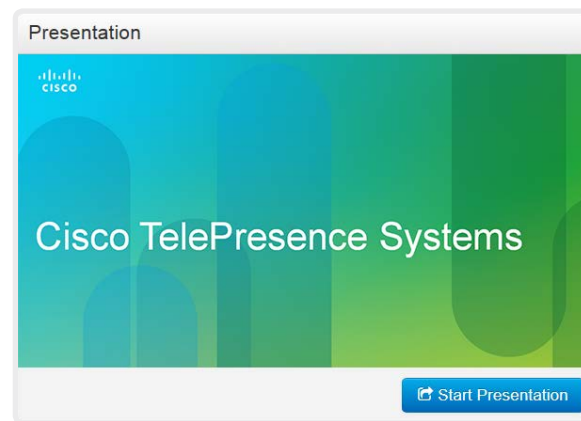 Presentation
CISCO
Cisco TelePresence Systems
Start Presentation